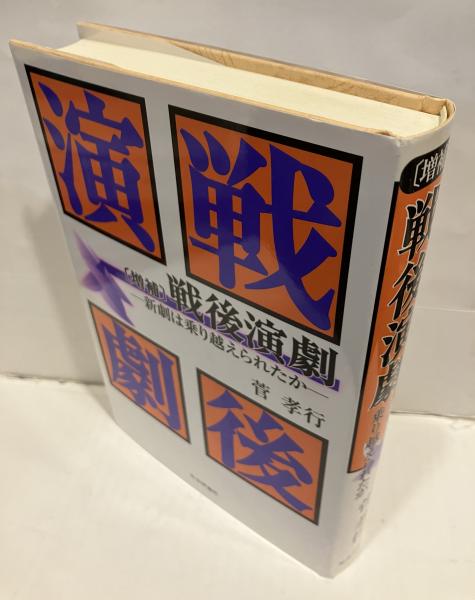 戦後
演劇
〔増補〕戦後演劇
―新劇は乗り越えられたか―
菅 孝行
〔増補
戦後演劇